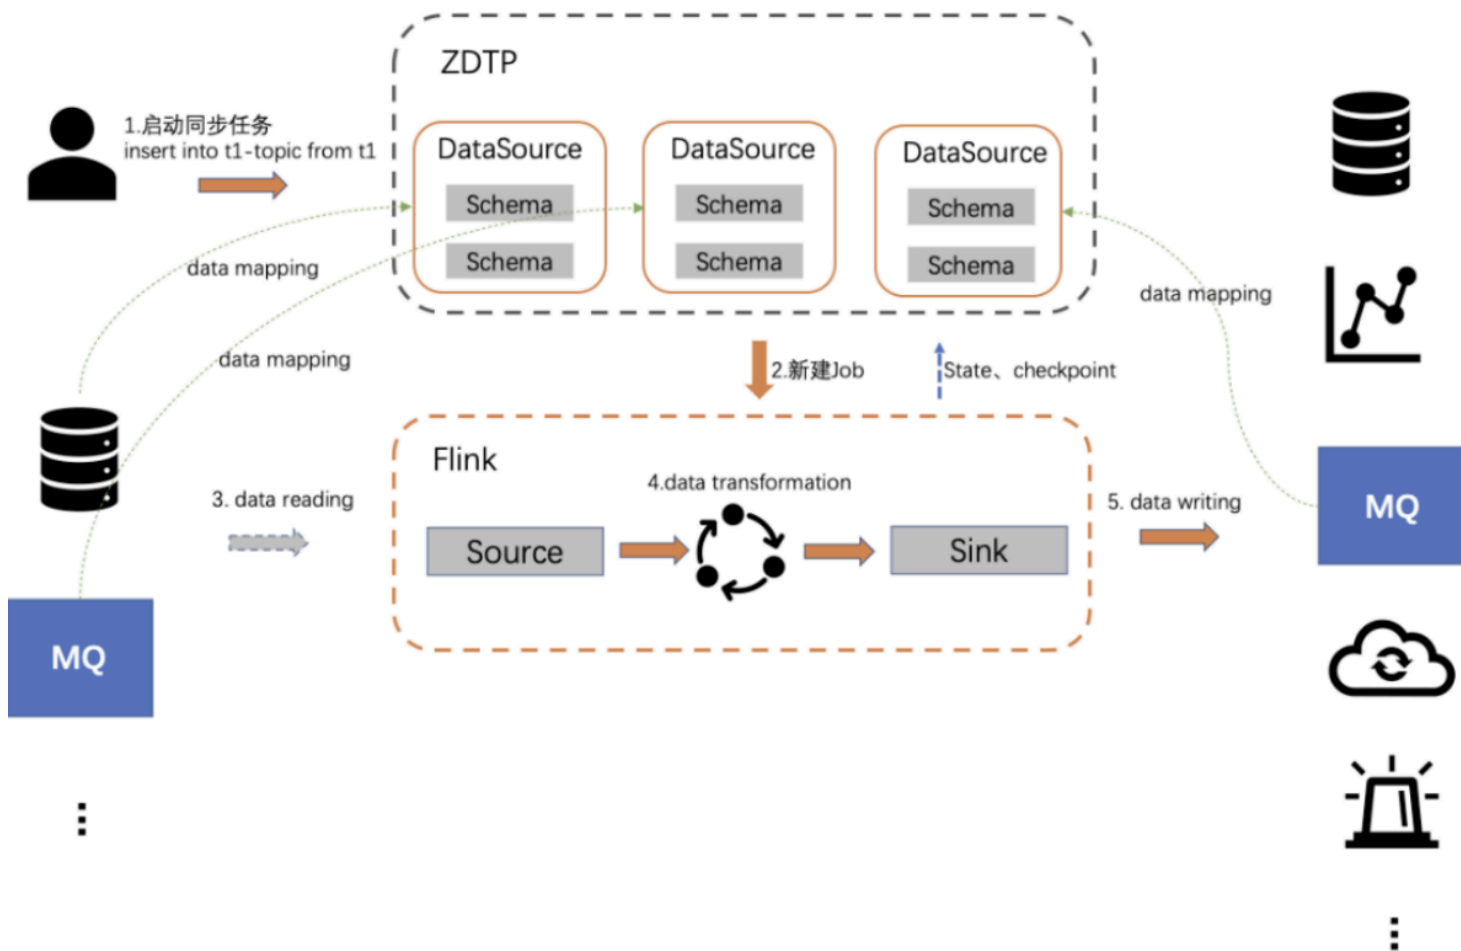 ZDTP
1.启动同步任务
insert into t1-topic from t1
DataSource
Schema
Schema
DataSource
Schema
Schema
DataSource
Schema
Schema
data mapping
data mapping
data mapping
2.新建Job
State、checkpoint
Flink
3. data reading
4.data transformation
5. data writing
Source
Sink
MQ
MQ